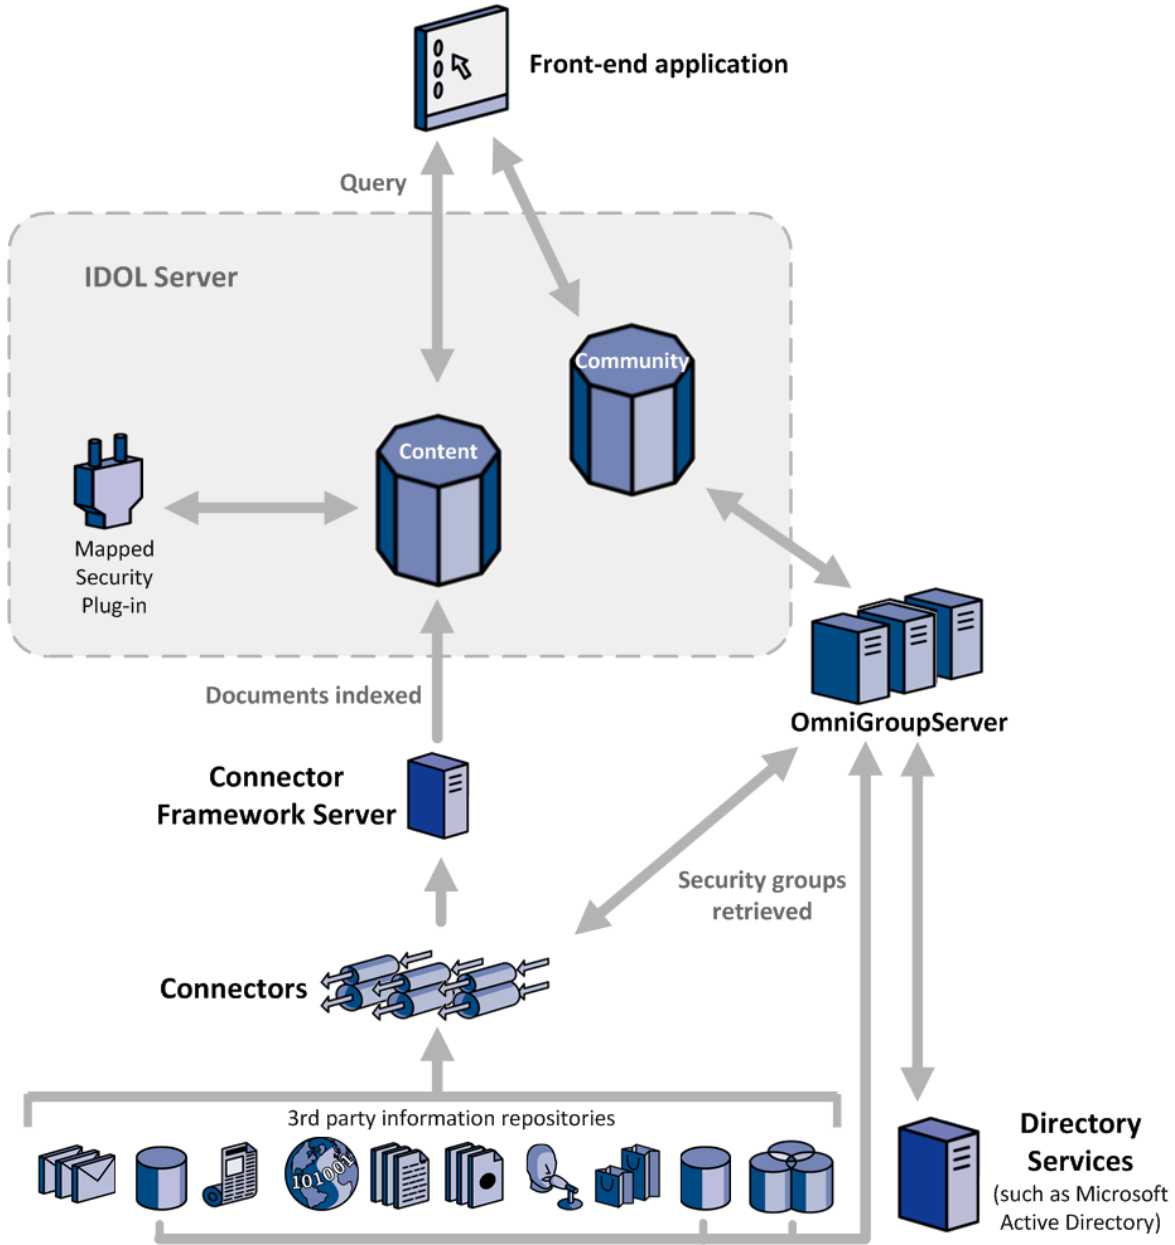 Front-end application
Query
IDOL Server
Community
Content
Mapped
Security
Plug-in
Documents indexed
OmniGroupServer
Connector
Framework Server
Security groups
retrieved
Connectors
3rd party information repositories
101001
Directory
Services
(such as Microsoft
Active Directory)